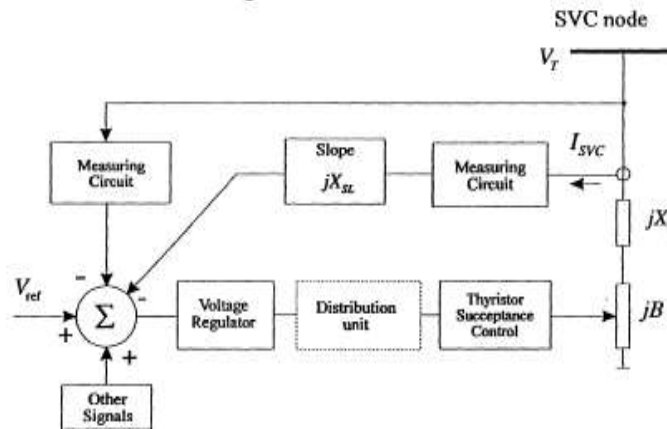 SVC node
V_T
Measuring
Circuit
Slope
jX_SL
Measuring
Circuit
I_SVC
jX
V_ref
-
-
+
+
Σ
Voltage
Regulator
Distribution
unit
Thyristor
Succeptance
Control
jB
Other
Signals